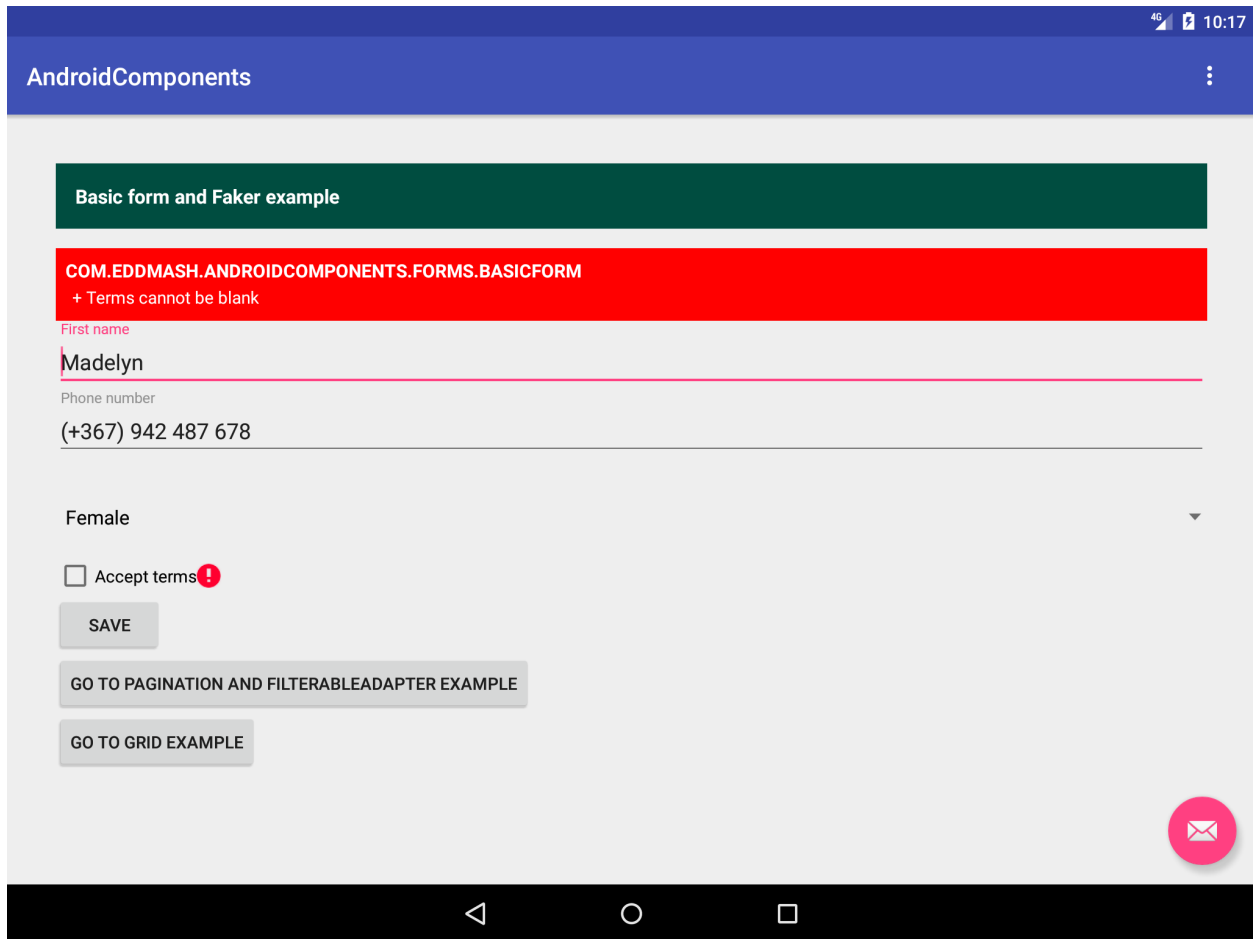 4G 10:17
AndroidComponents
Basic form and Faker example
COM.EDDMASH.ANDROIDCOMPONENTS.FORMS.BASICFORM
+ Terms cannot be blank
First name
Madelyn
Phone number
(+367) 942 487 678
Female
Accept terms
SAVE
GO TO PAGINATION AND FILTERABLEADAPTER EXAMPLE
GO TO GRID EXAMPLE